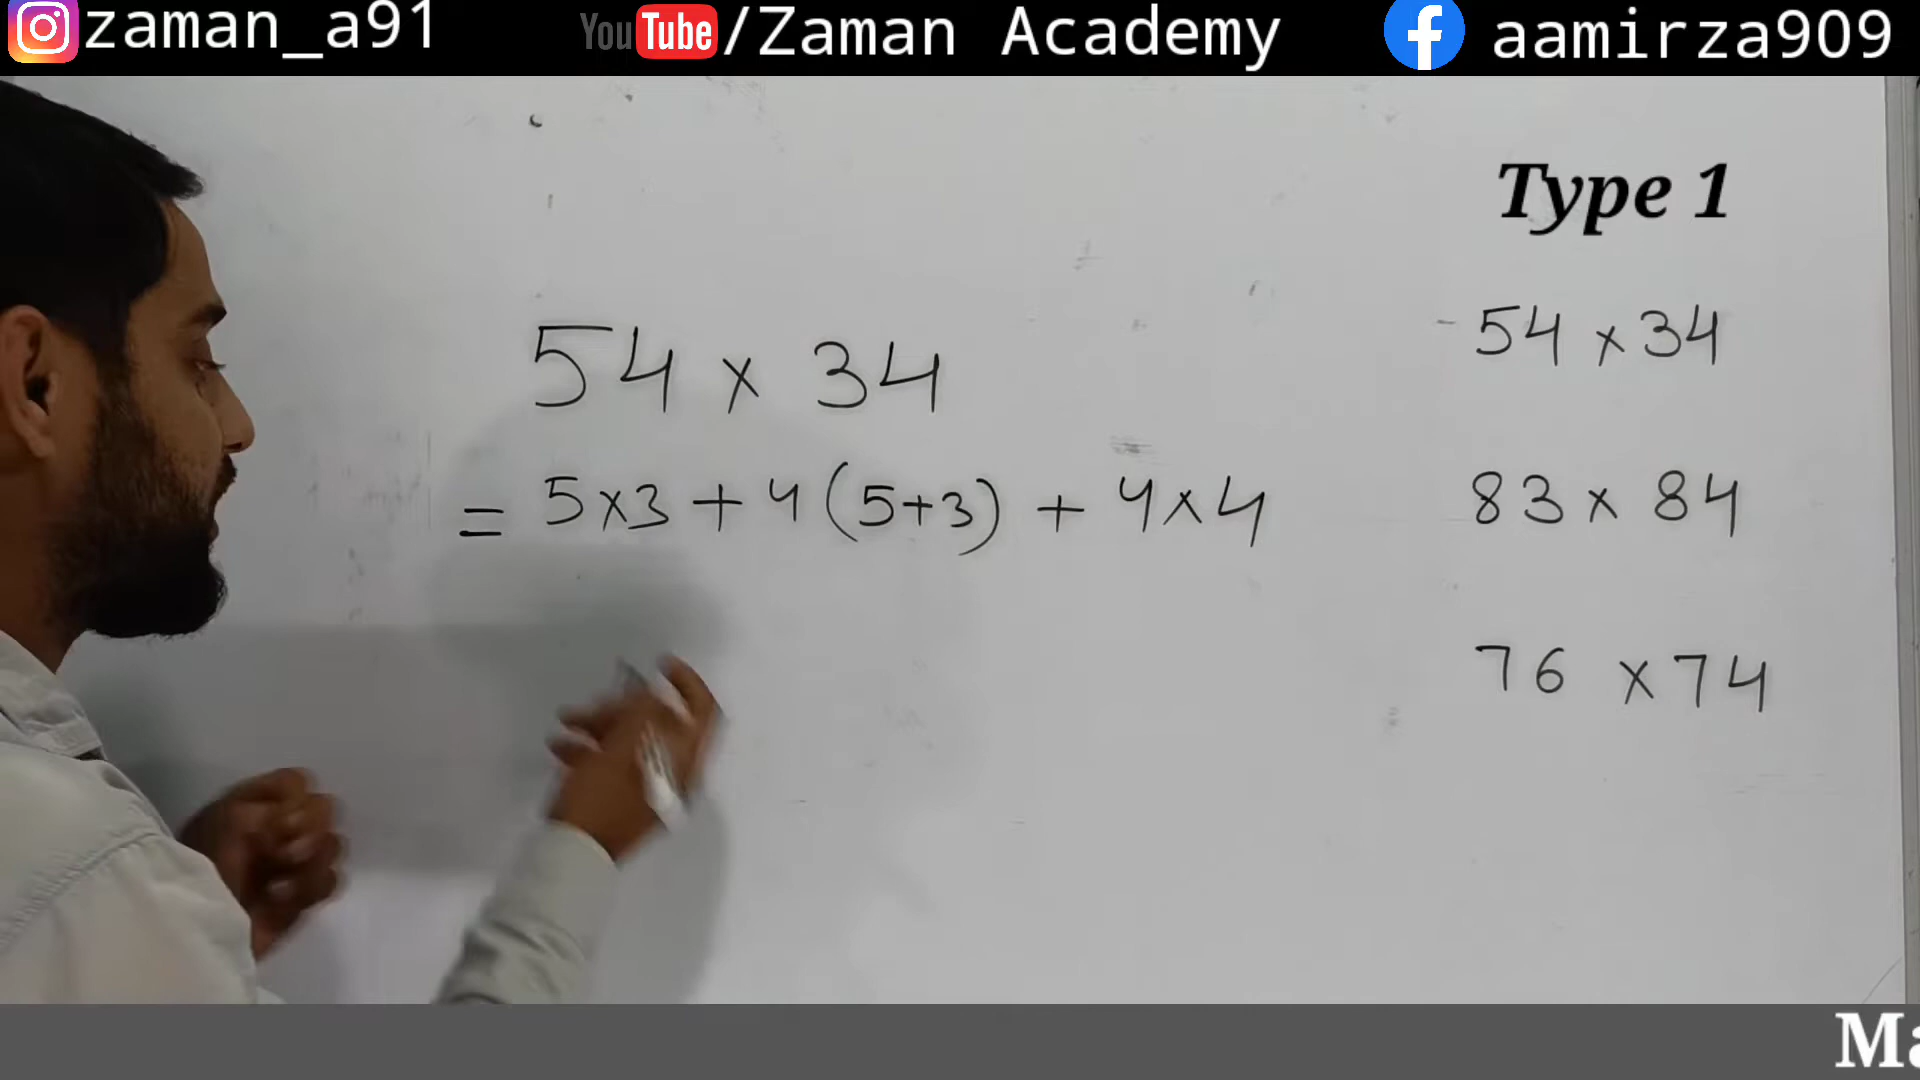 zaman_a91 YouTube/Zaman Academy aamirza909
Type 1
54 x 34
= 5x3 + 4 (5+3) + 4x4
54 x 34
83 x 84
76 x 74